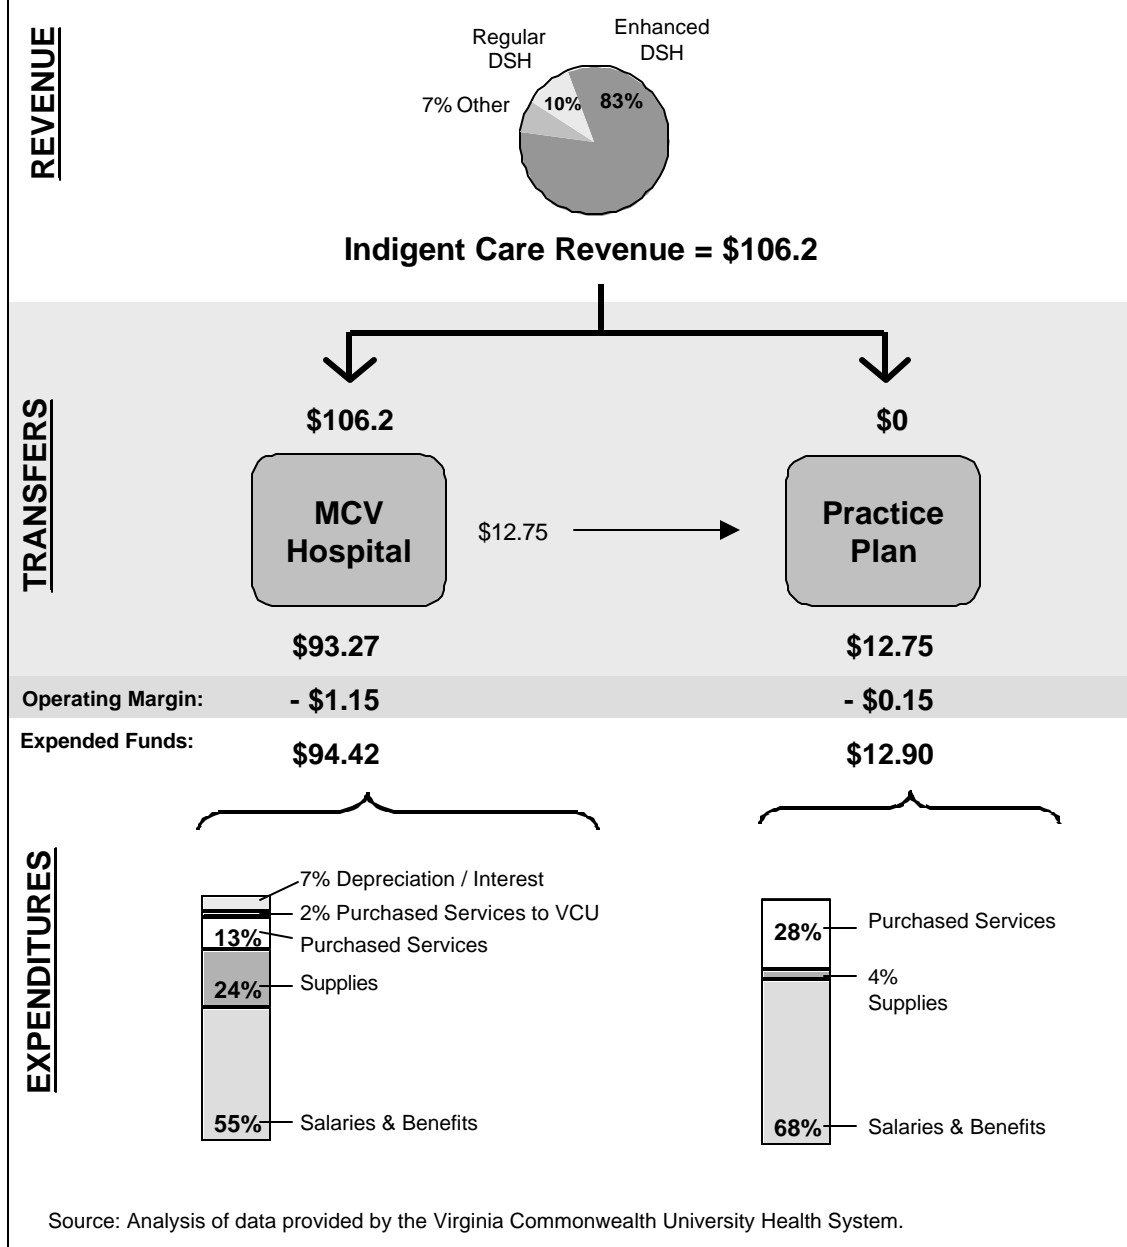 REVENUE
Enhanced
DSH
Regular
DSH
7% Other
10%
83%
Indigent Care Revenue = $106.2
TRANSFERS
$106.2
$0
MCV
Hospital
$12.75
Practice
Plan
$93.27
$12.75
Operating Margin:
- $1.15
- $0.15
Expended Funds:
$94.42
$12.90
EXPENDITURES
7% Depreciation / Interest
2% Purchased Services to VCU
13%
Purchased Services
24%
Supplies
55%
Salaries & Benefits
28%
Purchased Services
4%
Supplies
68%
Salaries & Benefits
Source: Analysis of data provided by the Virginia Commonwealth University Health System.